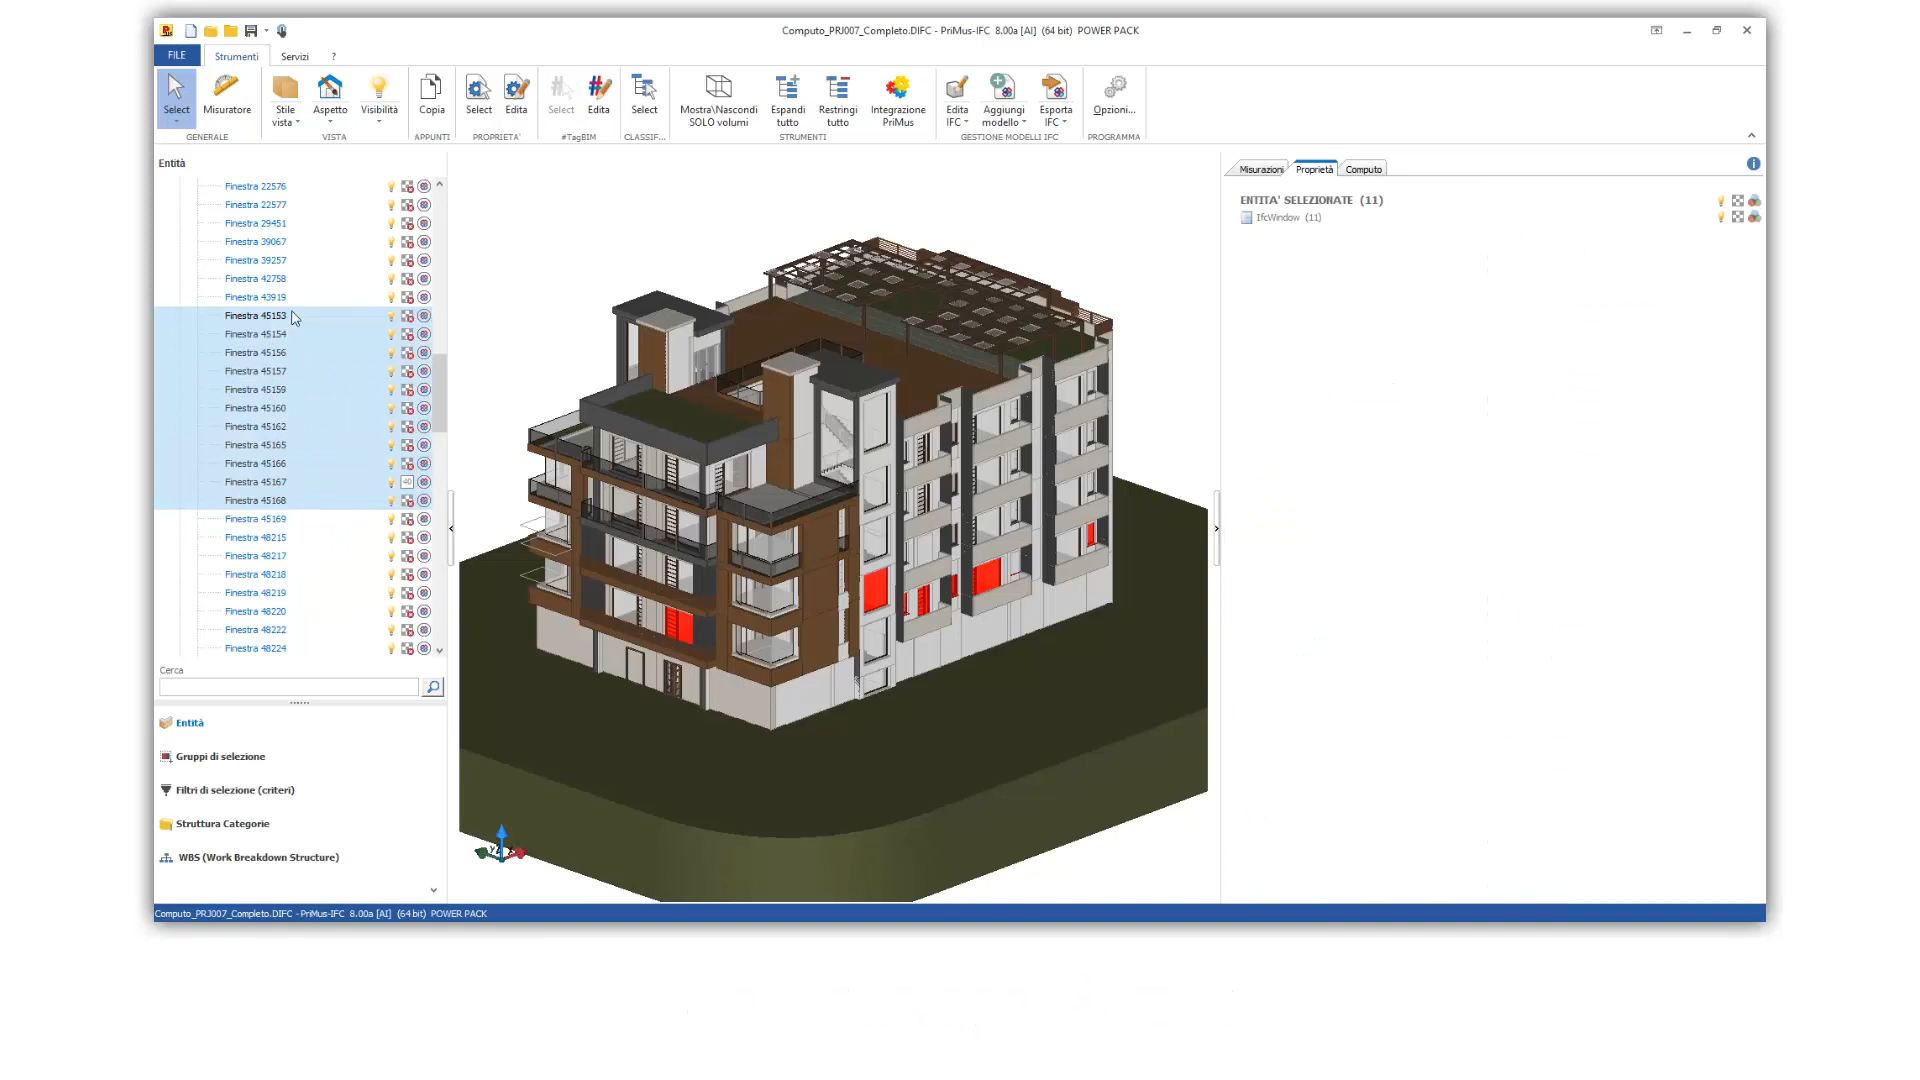 Computo_PRJ007_Completo.DIFC - PriMus-IFC 8.00a [AI] (64 bit) POWER PACK
FILE
Strumenti
Servizi
?
Select
Misuratore
Stile vista
Aspetto
Visibilità
Copia
Select
Edita
Select
Edita
Select
Mostra\Nascondi SOLO volumi
Espandi tutto
Restringi tutto
Integrazione PriMus
Edita IFC
Aggiungi modello
Esporta IFC
Opzioni...
GENERALE
VISTA
APPUNTI
PROPRIETA'
#TagBIM
CLASSIF...
STRUMENTI
GESTIONE MODELLI IFC
PROGRAMMA
Entità
Finestra 22576
Finestra 22577
Finestra 29451
Finestra 39067
Finestra 39257
Finestra 42758
Finestra 43919
Finestra 45153
Finestra 45154
Finestra 45156
Finestra 45157
Finestra 45159
Finestra 45160
Finestra 45162
Finestra 45165
Finestra 45166
Finestra 45167
40
Finestra 45168
Finestra 45169
Finestra 48215
Finestra 48217
Finestra 48218
Finestra 48219
Finestra 48220
Finestra 48222
Finestra 48224
Cerca
Entità
Gruppi di selezione
Filtri di selezione (criteri)
Struttura Categorie
WBS (Work Breakdown Structure)
Misurazioni
Proprietà
Computo
ENTITA' SELEZIONATE (11)
IfcWindow (11)
Computo_PRJ007_Completo.DIFC - PriMus-IFC 8.00a [AI] (64 bit) POWER PACK